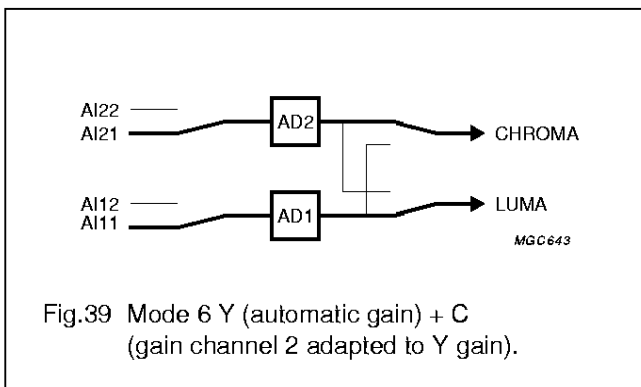 AI22
AI21
AD2
CHROMA
AI12
AI11
AD1
LUMA
MGC643
Fig.39 Mode 6 Y (automatic gain) + C
(gain channel 2 adapted to Y gain).